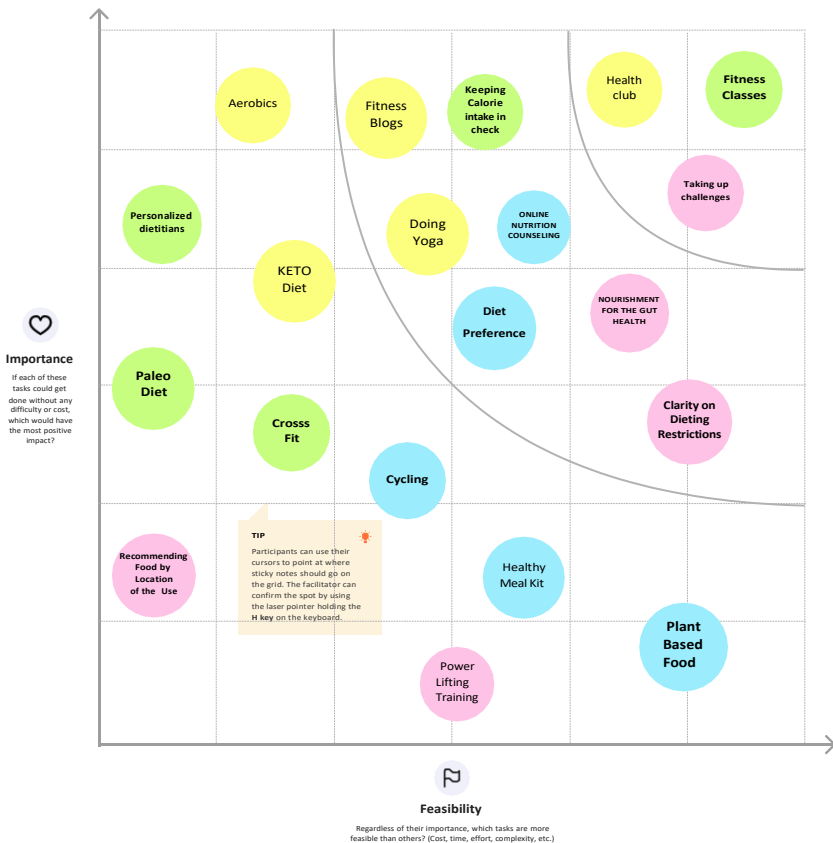 Aerobics
Fitness
Blogs
Keeping
Calorie
intake in
check
Health
club
Fitness
Classes
Taking up
challenges
Personalized
dietitians
Doing
Yoga
ONLINE
NUTRITION
COUNSELING
KETO
Diet
Diet
Preference
NOURISHMENT
FOR THE GUT
HEALTH
Importance
If each of these
tasks could get
done without any
difficulty or cost,
which would have
the most positive
impact?
Paleo
Diet
Crosss
Fit
Clarity on
Dieting
Restrictions
Cycling
Recommending
Food by
Location
of the Use
TIP
Participants can use their
cursors to point at where
sticky notes should go on
the grid. The facilitator can
confirm the spot by using
the laser pointer holding the
H key on the keyboard.
Healthy
Meal Kit
Plant
Based
Food
Power
Lifting
Training
Feasibility
Regardless of their importance, which tasks are more
feasible than others? (Cost, time, effort, complexity, etc.)